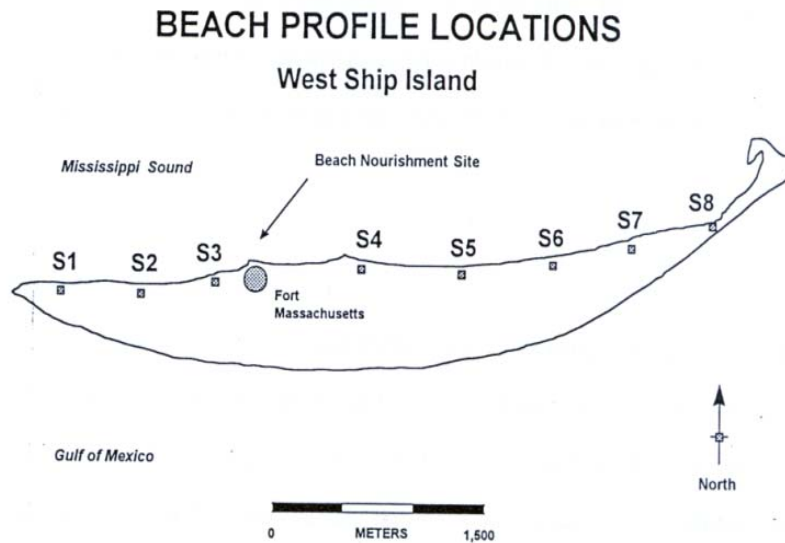 BEACH PROFILE LOCATIONS
West Ship Island
Mississippi Sound
Beach Nourishment Site
S1
S2
S3
S4
S5
S6
S7
S8
Fort
Massachusetts
Gulf of Mexico
North
0 METERS 1,500